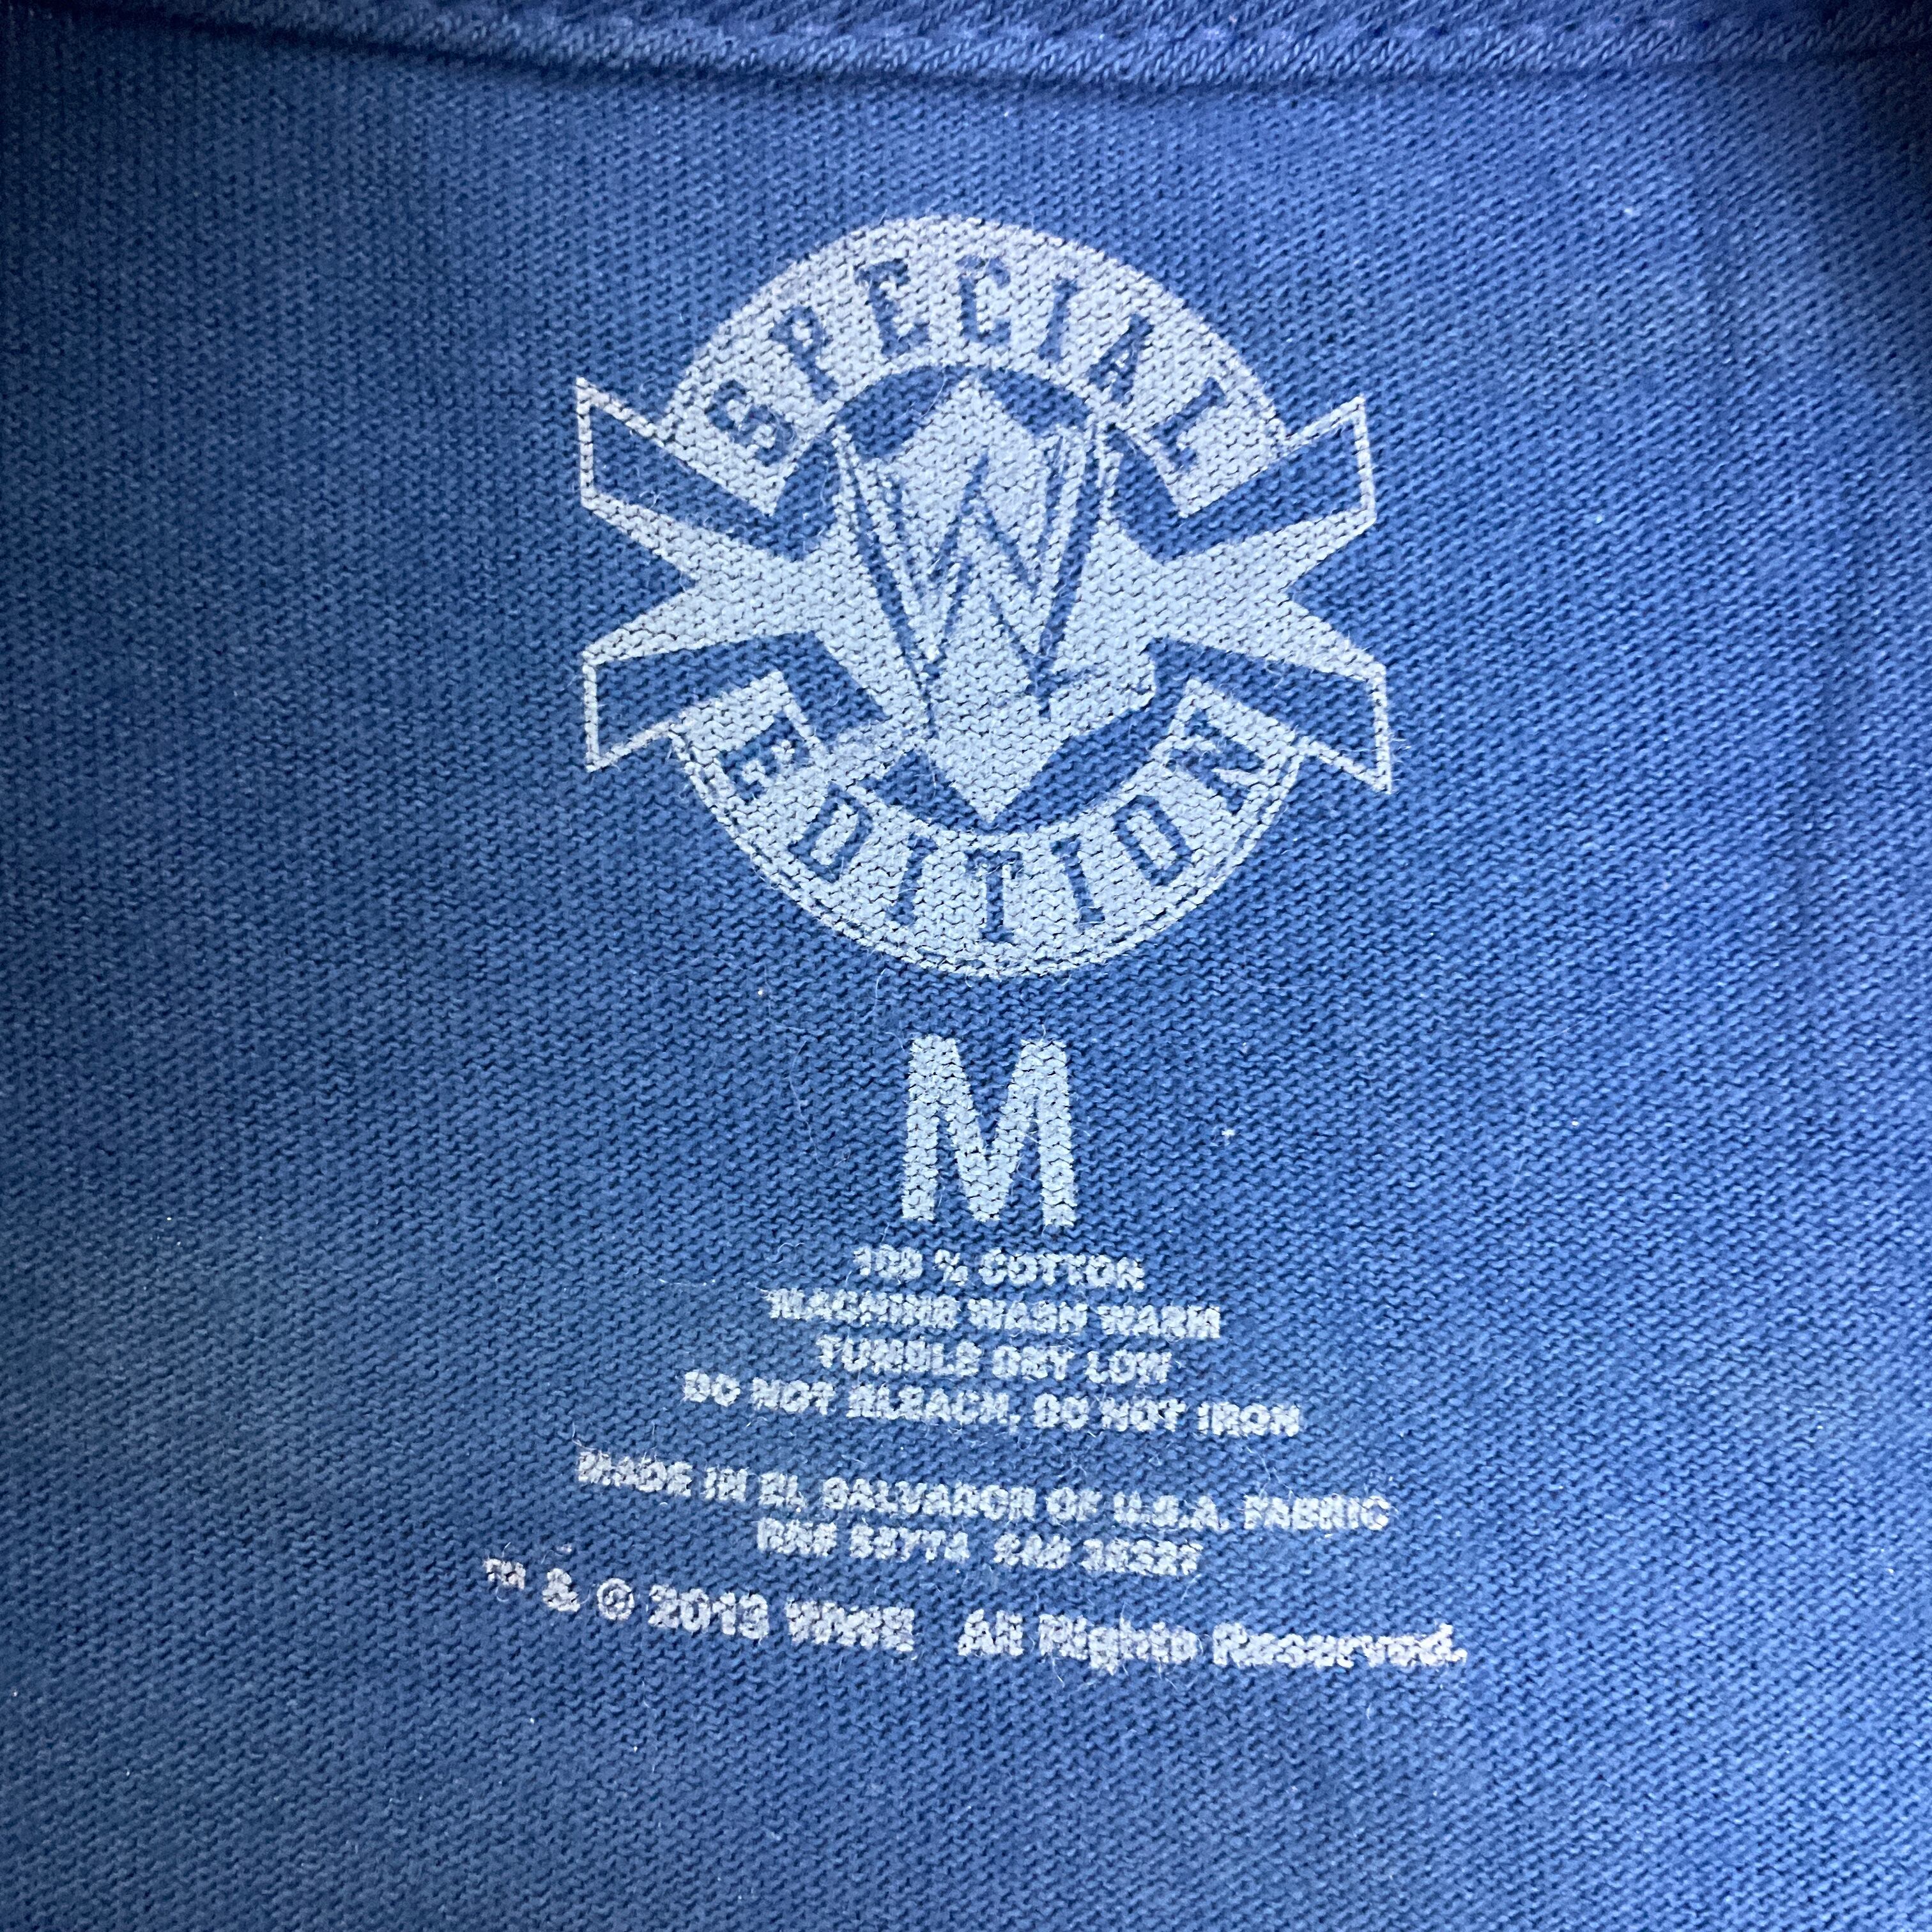 SPECIAL
W
EDITION
M
100 % COTTON
MACHINE WASH WARM
TUMBLE DRY LOW
DO NOT BLEACH, DO NOT IRON
MADE IN EL SALVADOR OF U.S.A. FABRIC
™ & © 2013 WWE All Rights Reserved.